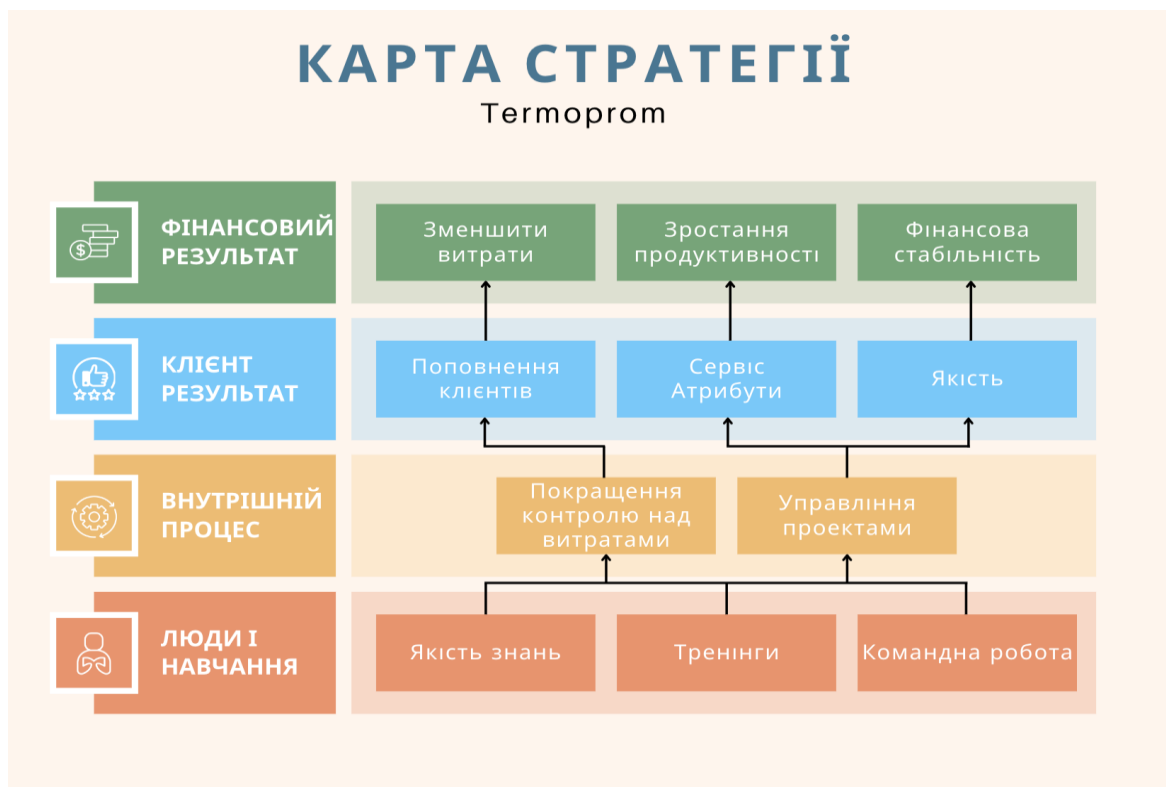 КАРТА СТРАТЕГІЇ
Termoprom
ФІНАНСОВИЙ
РЕЗУЛЬТАТ
Зменшити
витрати
Зростання
продуктивності
Фінансова
стабільність
КЛІЄНТ
РЕЗУЛЬТАТ
Поповнення
клієнтів
Сервіс
Атрибути
Якість
ВНУТРІШНІЙ
ПРОЦЕС
Покращення
контролю над
витратами
Управління
проектами
ЛЮДИ І
НАВЧАННЯ
Якість знань
Тренінги
Командна робота